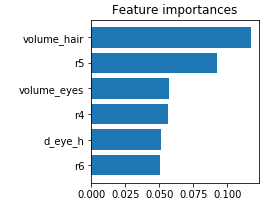 Feature importances
volume_hair
r5
volume_eyes
r4
d_eye_h
r6
0.000 0.025 0.050 0.075 0.100